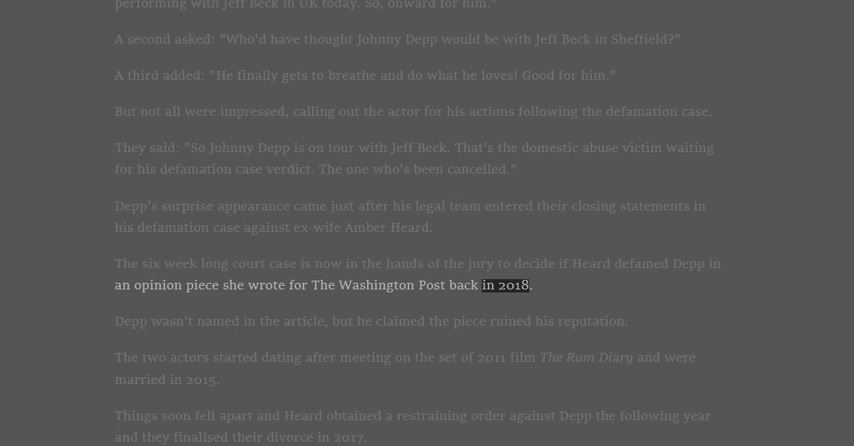 performing with Jeff Beck in UK today. So, onward for him."
A second asked: "Who'd have thought Johnny Depp would be with Jeff Beck in Sheffield?"
A third added: "He finally gets to breathe and do what he loves! Good for him."
But not all were impressed, calling out the actor for his actions following the defamation case.
They said: "So Johnny Depp is on tour with Jeff Beck. That's the domestic abuse victim waiting
for his defamation case verdict. The one who's been cancelled."
Depp's surprise appearance came just after his legal team entered their closing statements in
his defamation case against ex-wife Amber Heard.
The six week long court case is now in the hands of the jury to decide if Heard defamed Depp in
an opinion piece she wrote for The Washington Post back in 2018.
Depp wasn't named in the article, but he claimed the piece ruined his reputation.
The two actors started dating after meeting on the set of 2011 film The Rum Diary and were
married in 2015.
Things soon fell apart and Heard obtained a restraining order against Depp the following year
and they finalised their divorce in 2017.